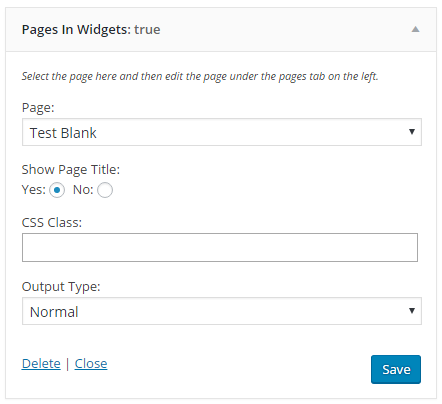 Pages In Widgets: true
Select the page here and then edit the page under the pages tab on the left.
Page:
Test Blank
Show Page Title:
Yes: No:
CSS Class:
Output Type:
Normal
Delete | Close Save